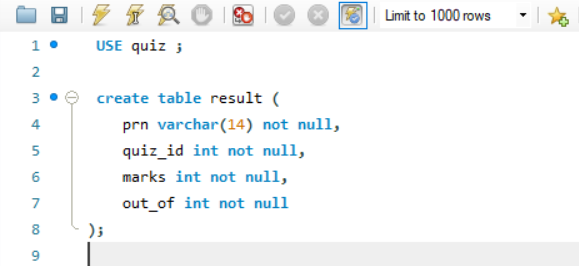 Limit to 1000 rows
1 USE quiz ;
2
3 create table result (
4 prn varchar(14) not null,
5 quiz_id int not null,
6 marks int not null,
7 out_of int not null
8 );
9